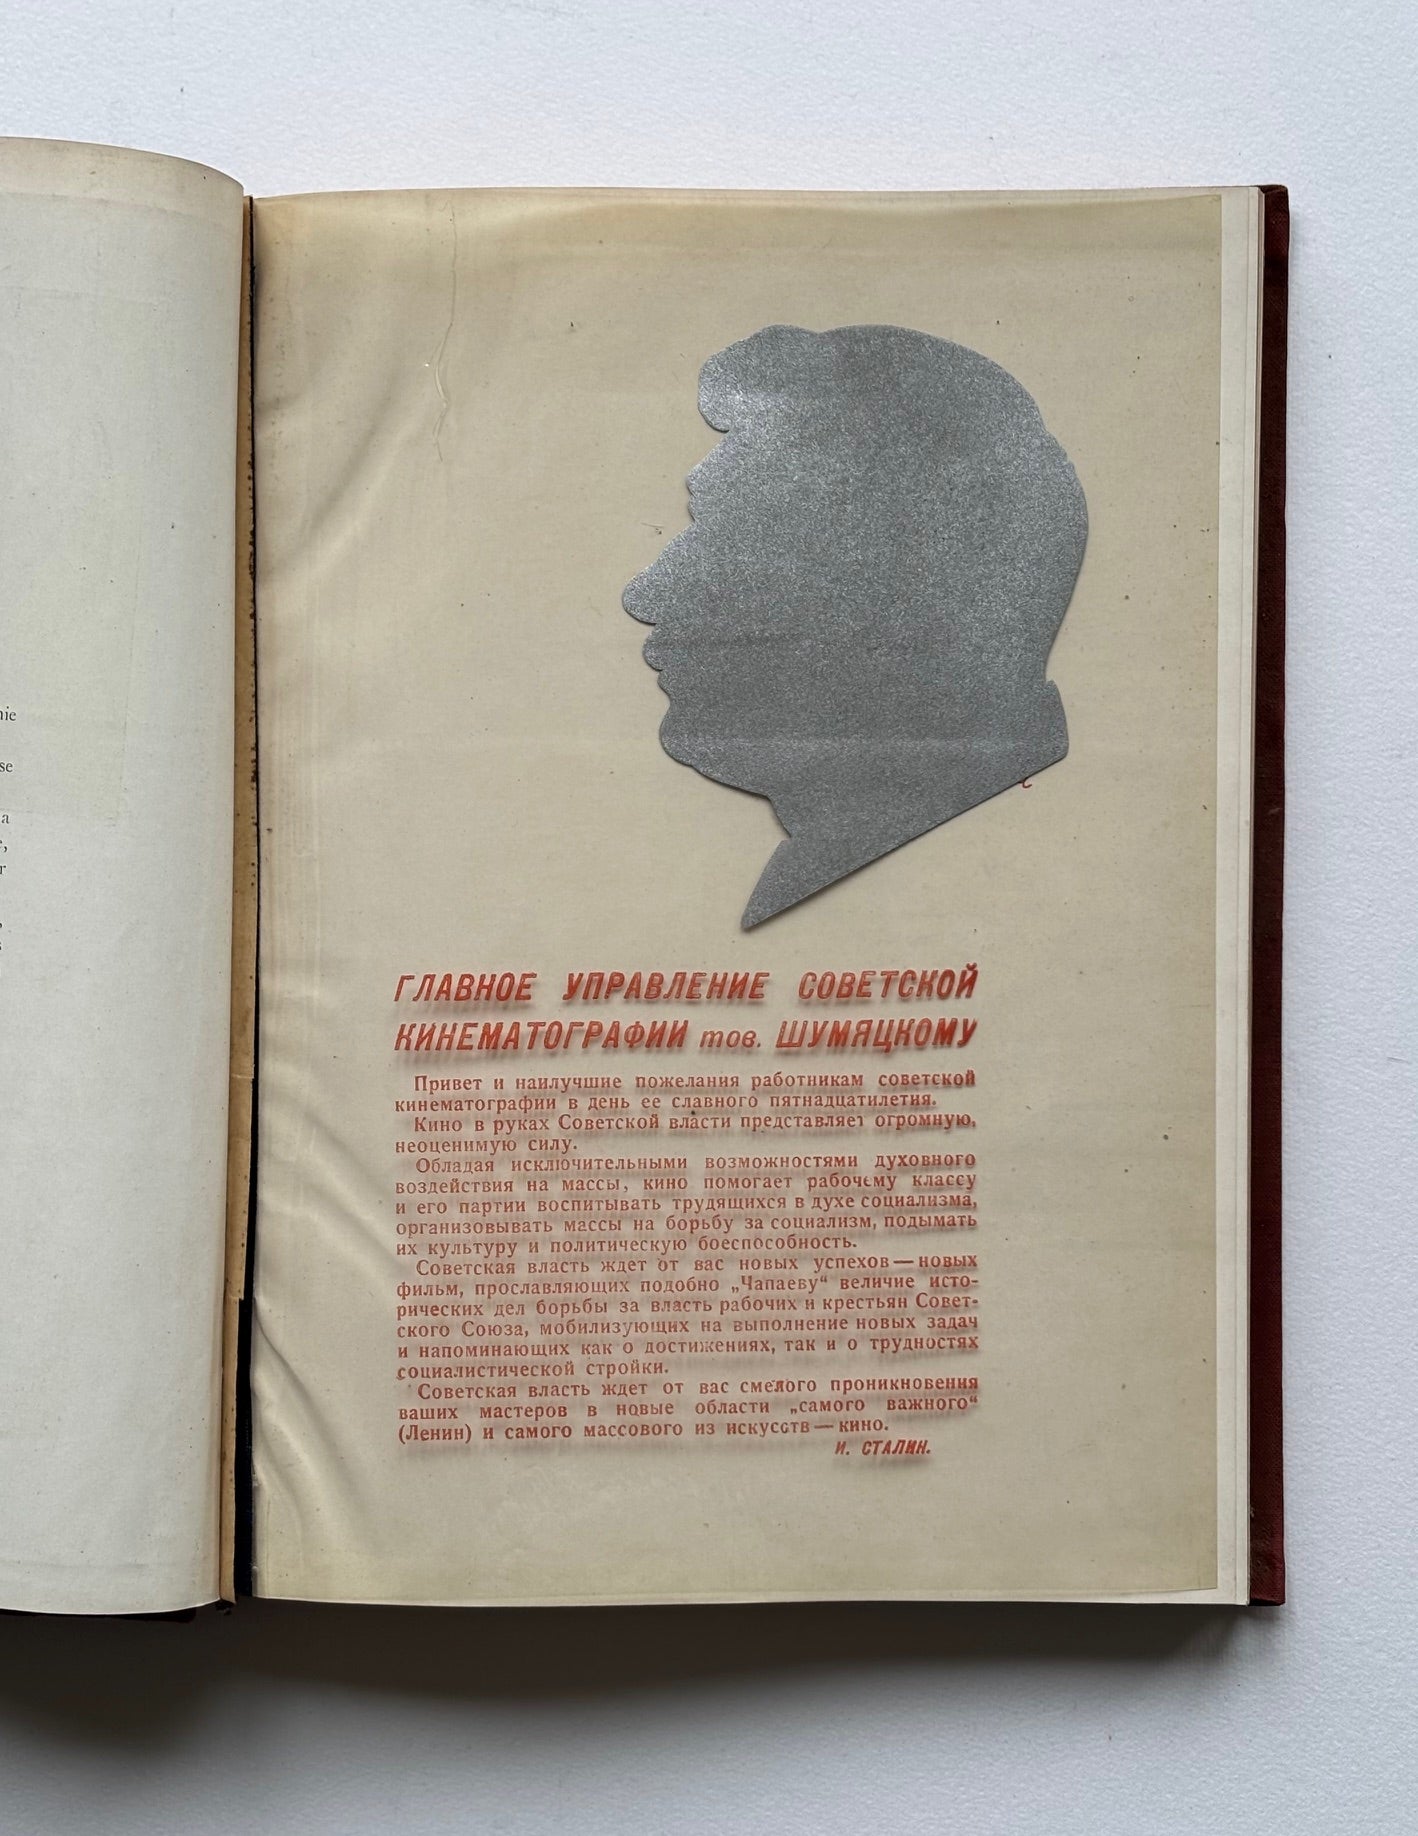 nie
se
a
e,
r
,
s
ГЛАВНОЕ УПРАВЛЕНИЕ СОВЕТСКОЙ
КИНЕМАТОГРАФИИ тов. ШУМЯЦКОМУ
Привет и наилучшие пожелания работникам советской
кинематографии в день ее славного пятнадцатилетия.
Кино в руках Советской власти представляет огромную,
неоценимую силу.
Обладая исключительными возможностями духовного
воздействия на массы, кино помогает рабочему классу
и его партии воспитывать трудящихся в духе социализма,
организовывать массы на борьбу за социализм, подымать
их культуру и политическую боеспособность.
Советская власть ждет от вас новых успехов — новых
фильм, прославляющих подобно „Чапаеву“ величие исто-
рических дел борьбы за власть рабочих и крестьян Совет-
ского Союза, мобилизующих на выполнение новых задач
и напоминающих как о достижениях, так и о трудностях
социалистической стройки.
Советская власть ждет от вас смелого проникновения
ваших мастеров в новые области „самого важного“
(Ленин) и самого массового из искусств — кино.
И. СТАЛИН.